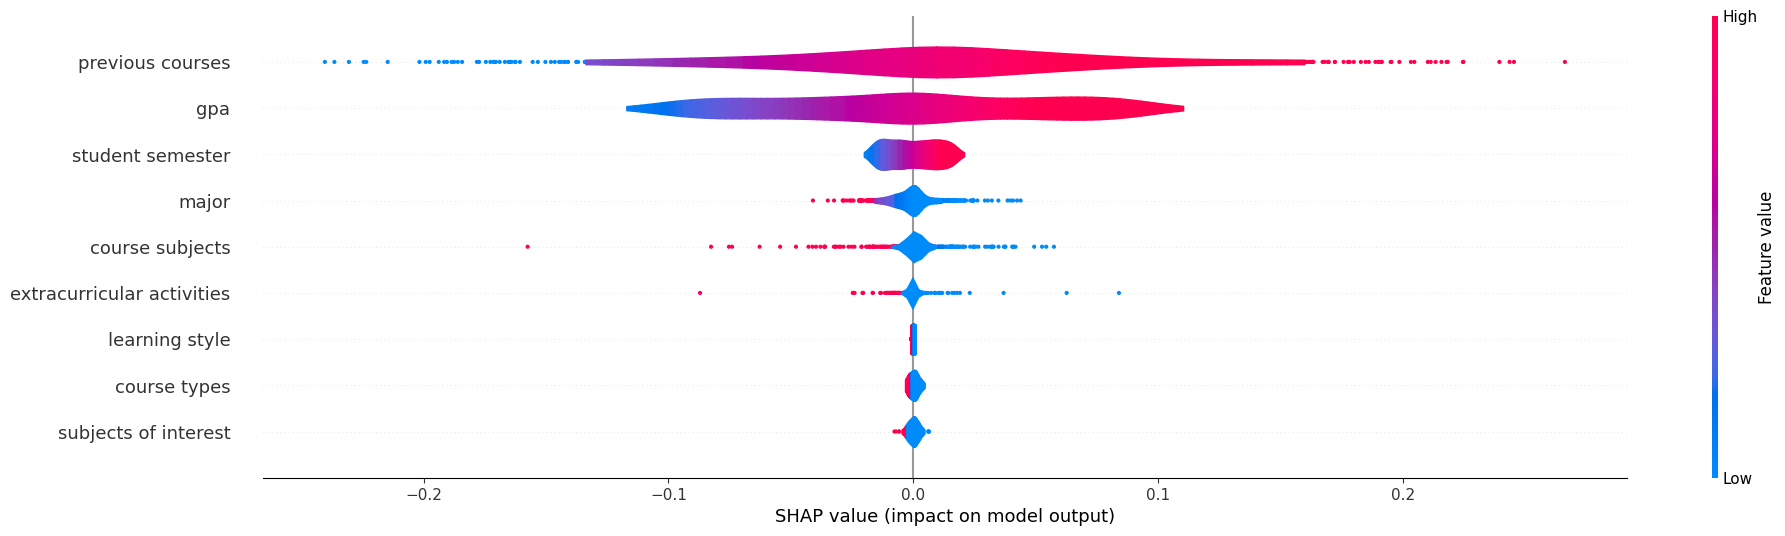 High
previous courses
gpa
student semester
major
course subjects
extracurricular activities
learning style
course types
subjects of interest
Feature value
Low
−0.2
−0.1
0.0
0.1
0.2
SHAP value (impact on model output)